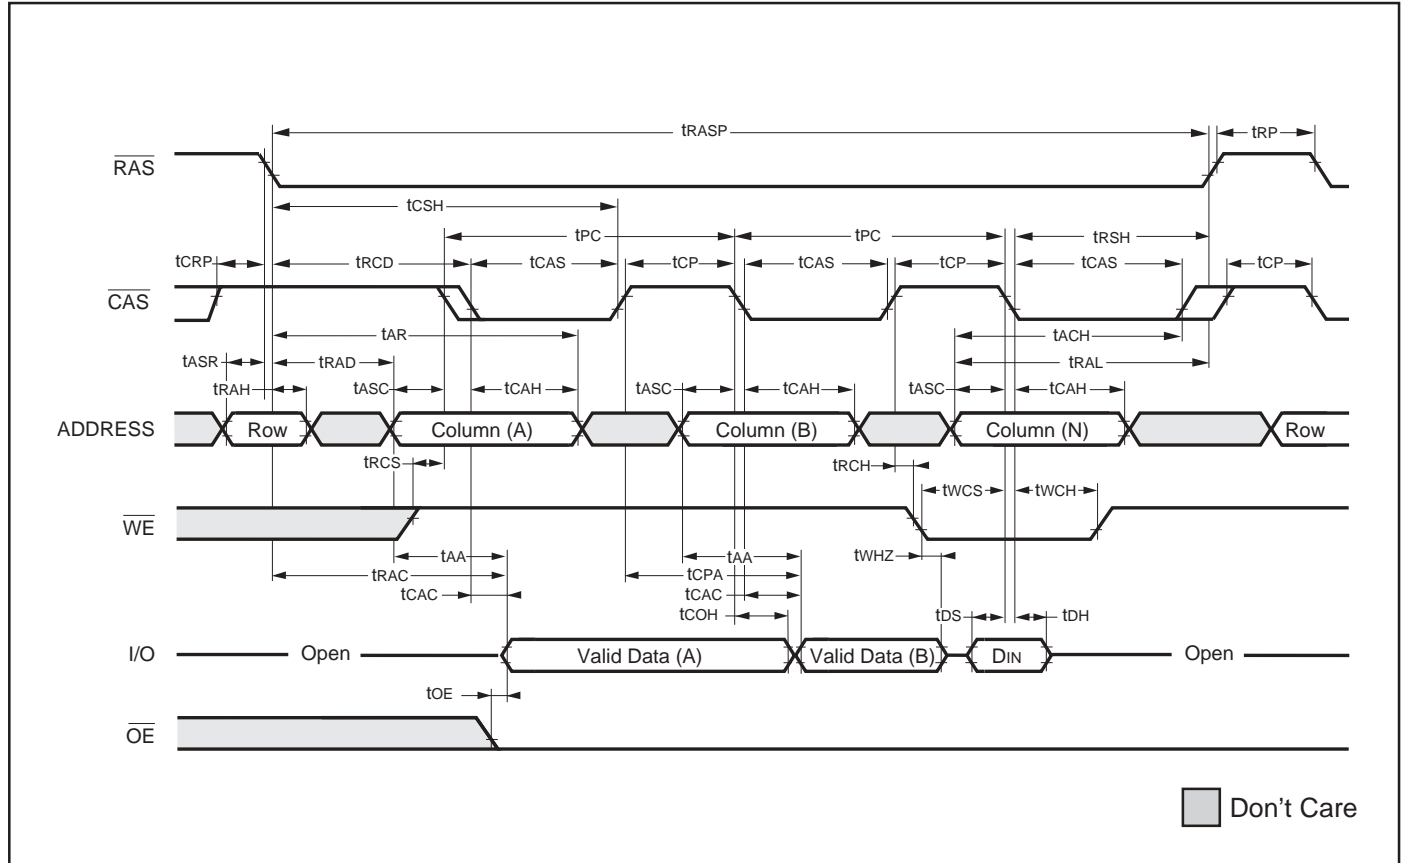 tRASP tRP
RAS
tCSH
tPC tPC tRSH
tCRP tRCD tCAS tCP tCAS tCP tCAS tCP
CAS
tAR tACH
tASR tRAD tRAL
tRAH tASC tCAH tASC tCAH tASC tCAH
ADDRESS Row Column (A) Column (B) Column (N) Row
tRCS tRCH
tWCS tWCH
WE
tAA tAA tWHZ
tRAC tCPA
tCAC tCAC
tCOH tDS tDH
I/O Open Valid Data (A) Valid Data (B) DIN Open
tOE
OE
Don't Care